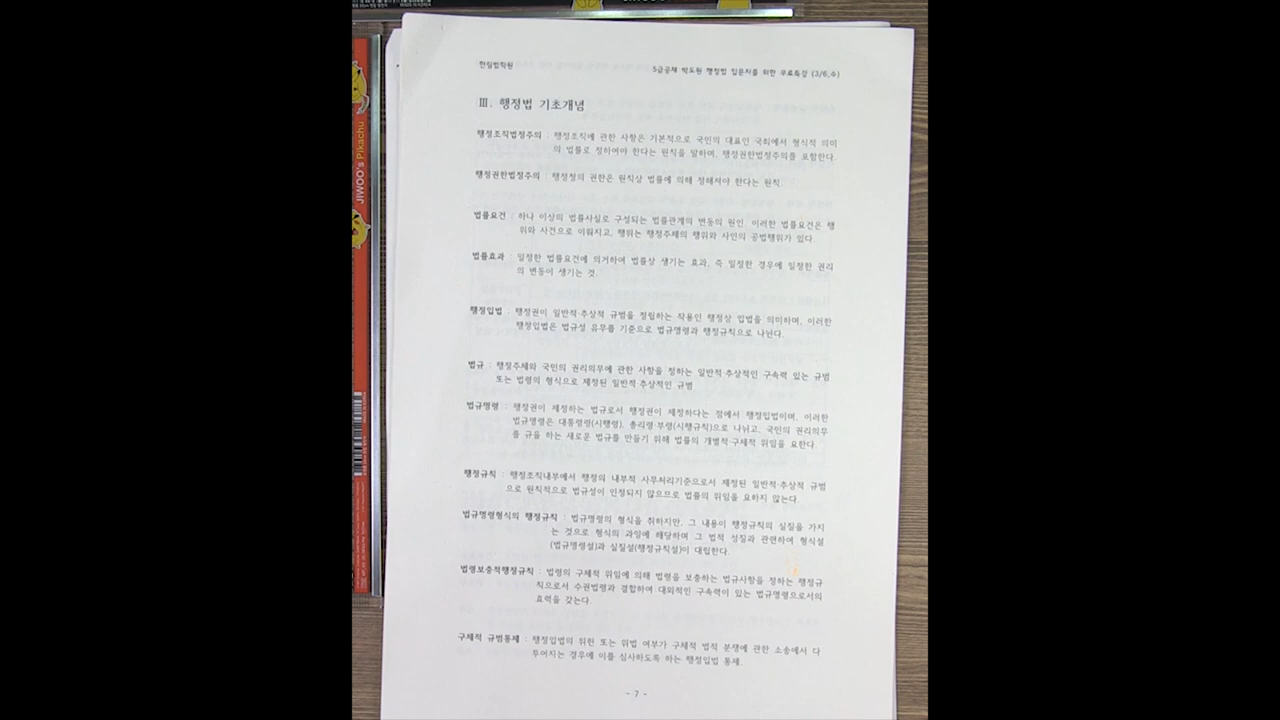 JIWOO's Pikachu
한림법학원
5급공채 박도원 행정법 입문자를 위한 무료특강 (3/6,수)
Ⅲ. 행정법 기초개념
행정조직법정주의 : 행정조직에 관한 사항은 기본적으로 국민의 대표인 국회에서 형식적 의미
의 법률로 정하여야 한다는 원칙을 말하며, 행정권한법정주의를 포함한다.
행정권한법정주의 : 행정청의 권한은 원칙상 법률에 의해 정해져야 한다는 원칙.
법률요건 : 하나 이상의 법률사실로 구성되는 법률관계의 변동의 원인. 이러한 법률요건은 행
위와 사건으로 이뤄지고, 행위는 행정주체의 행위와 사인의 공법행위가 있다.
법률효과 : 일정한 법률요건에 의거하여 법률상 생기는 효과, 즉 일정한 경우에 일정한 권리
의 변동이 생기는 것.
행정입법 : 행정권이 일반적·추상적 규범을 정립하는 작용인 행정상 입법을 의미하며, 이러한
행정입법은 법규성 유무를 기준으로 법규명령과 행정규칙으로 나뉜다.
법규 : 행정주체와 국민의 권리의무에 관한 사항을 정하는 일반적·추상적인 구속력 있는 규범
또는 법령의 형식으로 제정된 일반적·추상적인 규범
법규명령 : 행정권이 제정하는 법규로서 행정권이 제정하다는 점에서 행정입법이며, 이러한
법규명령은 대통령령(시행령), 총리령·부령(시행규칙)으로 나뉘고, 국민의 권리의무
를 규율 하는 새로운 법규를 만들기 위해 법률의 개별적·구체적 위임을 요한다.
행정규칙 : 행정조직내부에서 행정의 내부적 사무처리기준으로서 제정된 일반적·추상적 규범
으로 원칙적으로 법규성이 인정되지 않으므로 법률의 위임을 요하지 않는다.
법규명령형식의 행정규칙 : 법규명령의 형식을 취하지만, 그 내용이 행정규칙의 실질을 가지
는 것으로 형식의 과잉에 해당하며 그 법적 성질과 관련하여 형식설
(법규명령설)과 실질설(행정규칙설)이 대립한다.
법령보충적행정규칙 : 법령의 구체적 위임에 의해 법령을 보충하는 법규사항을 정하는 행정규
칙으로서 수권법령과 결합하여 대외적인 구속력이 있는 법규명령으로서의
효력을 갖는다.
구체적 규범통제 : 행정입법의 위헌 또는 위법 여부가 구체적 법적 분쟁에 관한 소송에서 다
투어지는 경우에 이를 심사하도록 하는 행정입법 통제.
- 7 -